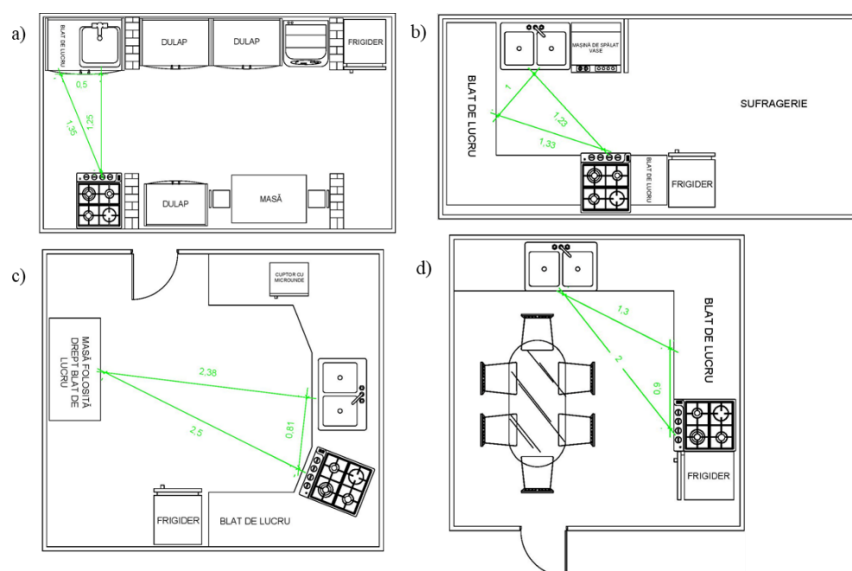 a)
BLAT DE LUCRU
DULAP
DULAP
FRIGIDER
0,5
1,35
1,25
DULAP
MASĂ
b)
MAȘINĂ DE SPĂLAT
VASE
BLAT DE LUCRU
1
1,23
1,33
SUFRAGERIE
BLAT DE LUCRU
FRIGIDER
c)
CUPTOR CU
MICROUNDE
MASĂ FOLOSITĂ
DREPT BLAT DE
LUCRU
2,38
2,5
0,81
FRIGIDER
BLAT DE LUCRU
d)
1,3
2
0,9
BLAT DE LUCRU
FRIGIDER